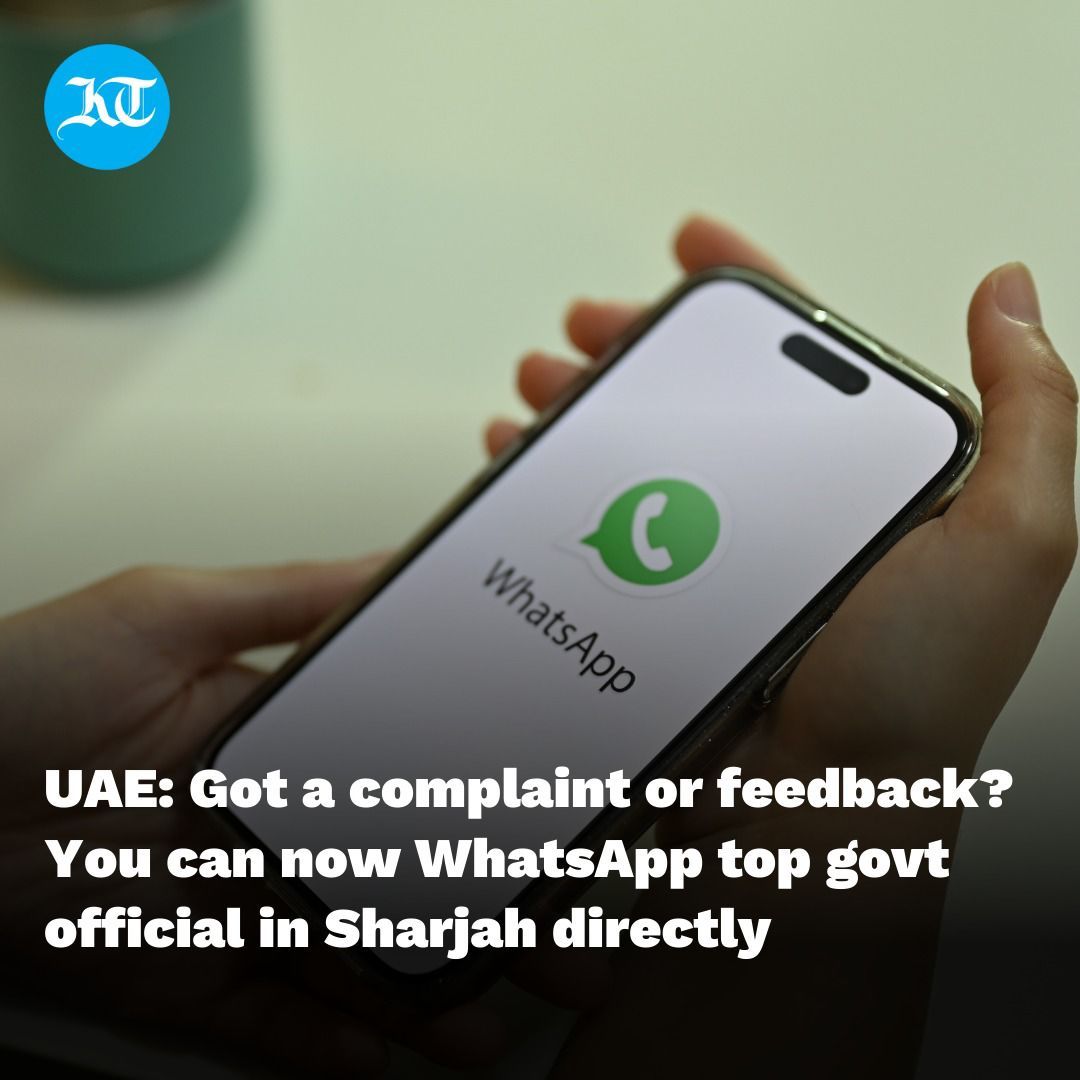 KT
WhatsApp
UAE: Got a complaint or feedback?
You can now WhatsApp top govt
official in Sharjah directly